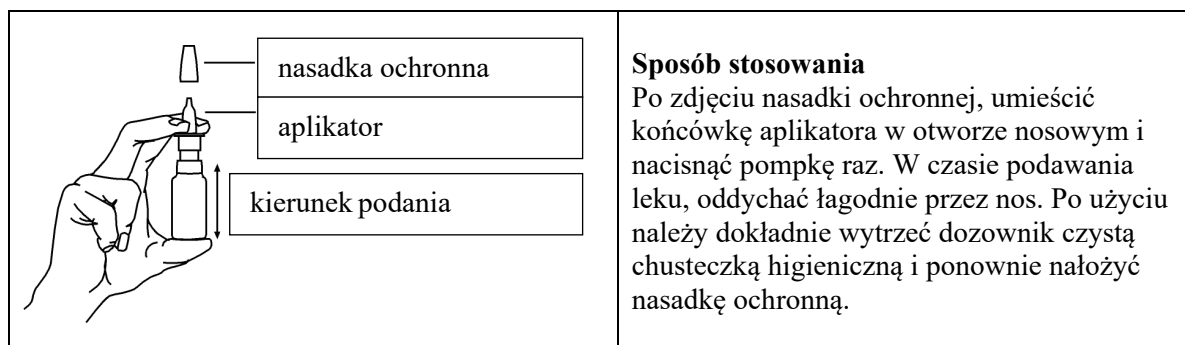 nasadka ochronna
aplikator
kierunek podania
Sposób stosowania
Po zdjęciu nasadki ochronnej, umieścić
końcówkę aplikatora w otworze nosowym i
nacisnąć pompkę raz. W czasie podawania
leku, oddychać łagodnie przez nos. Po użyciu
należy dokładnie wytrzeć dozownik czystą
chusteczką higieniczną i ponownie nałożyć
nasadkę ochronną.